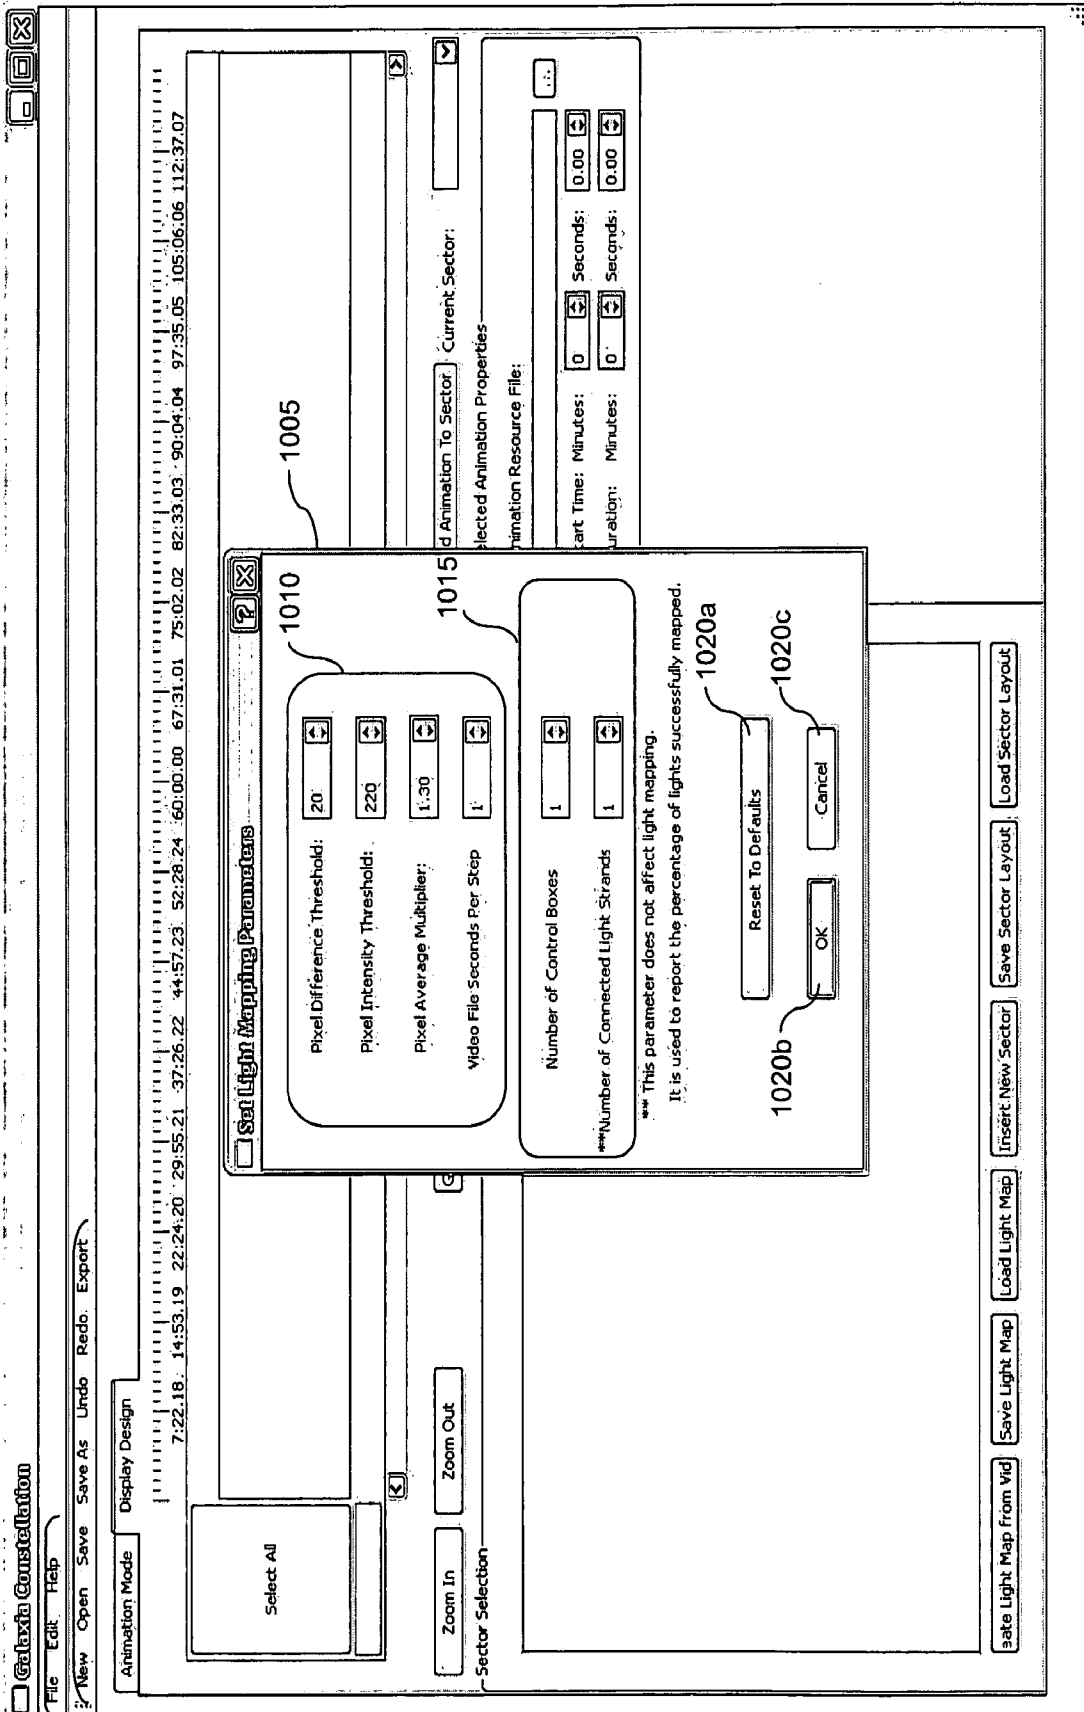 Galaxia Constellation
File Edit Help
New Open Save Save As Undo Redo Export
Animation Mode Display Design
7:22.18 14:53.19 22:24:20 29:55.21 37:26.22 44:57.23 52:28.24 60:00.00 67:31.01 75:02.02 82:33.03 90:04.04 97:35.05 105:06.06 112:37.07
Select All
Zoom In Zoom Out
d Animation To Sector Current Sector:
Sector Selection
elected Animation Properties
nimation Resource File:
...
cart Time: Minutes: 0 Seconds: 0.00
uration: Minutes: 0 Seconds: 0.00
Set Light Mapping Parameters
1005
1010
Pixel Difference Threshold: 20
Pixel Intensity Threshold: 220
Pixel Average Multiplier: 1.30
Video File Seconds Per Step 1
1015
Number of Control Boxes 1
**Number of Connected Light Strands 1
** This parameter does not affect light mapping.
It is used to report the percentage of lights successfully mapped.
Reset To Defaults
1020a
OK Cancel
1020b
1020c
eate Light Map from Vid Save Light Map Load Light Map Insert New Sector Save Sector Layout Load Sector Layout